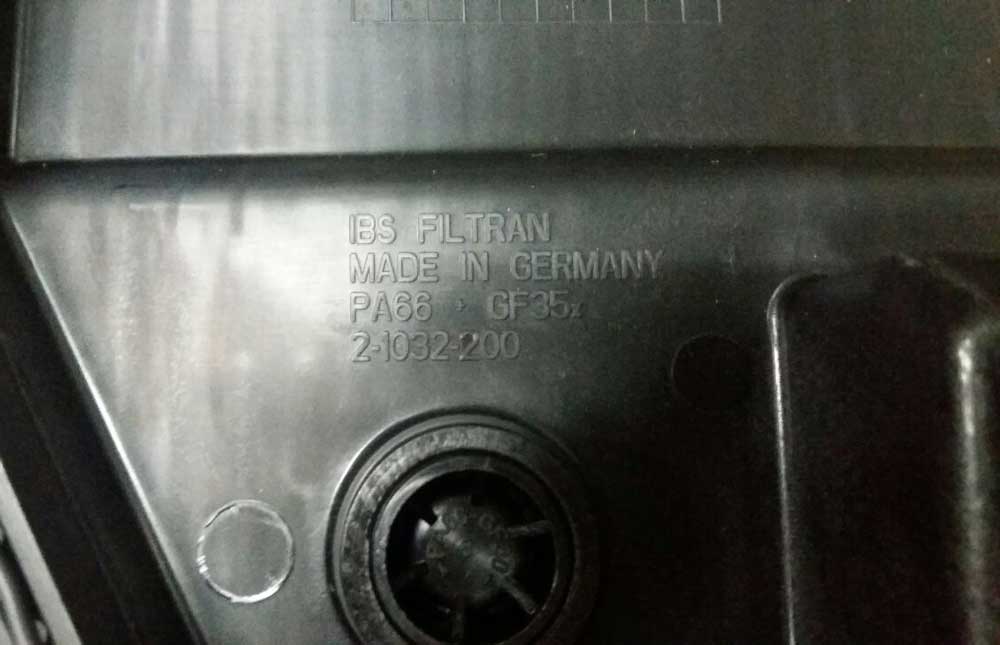 IBS FILTRAN
MADE IN GERMANY
PA66 + GF35%
2-1032-200